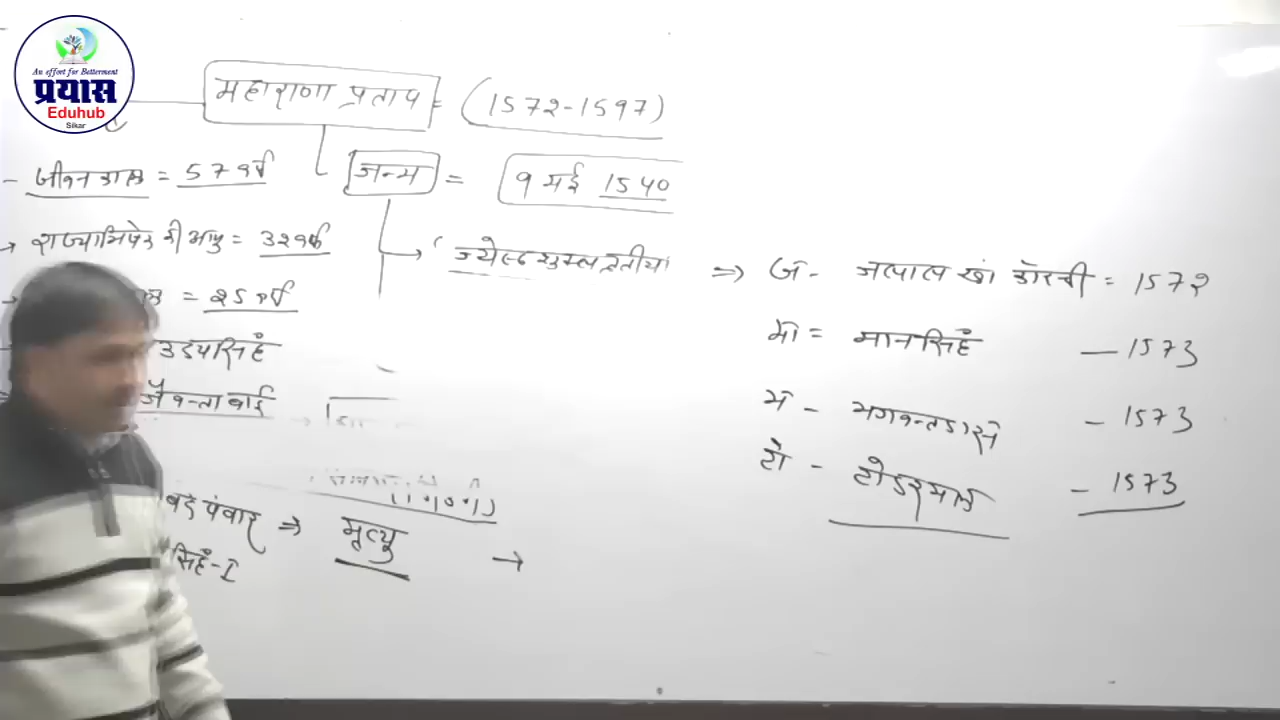 An effort for Betterment
प्रयास
Eduhub
Sikar
महाराणा प्रताप = (1572-1597)
- जीवनकाल = 57 वर्ष
जन्म = 9 मई 1540
→ राज्याभिषेक की आयु = 32 वर्ष
→ ज्येष्ठ शुक्ल तृतीया
= 25 वर्ष
उदयसिंह
जैवन्ता बाई
पंवार ⇒ मृत्यु →
सिंह-I
⇒ ज - जलाल खां कोरची = 1572
मा = मानसिंह — 1573
भ - भगवन्तदास - 1573
टो - टोडरमल - 1573